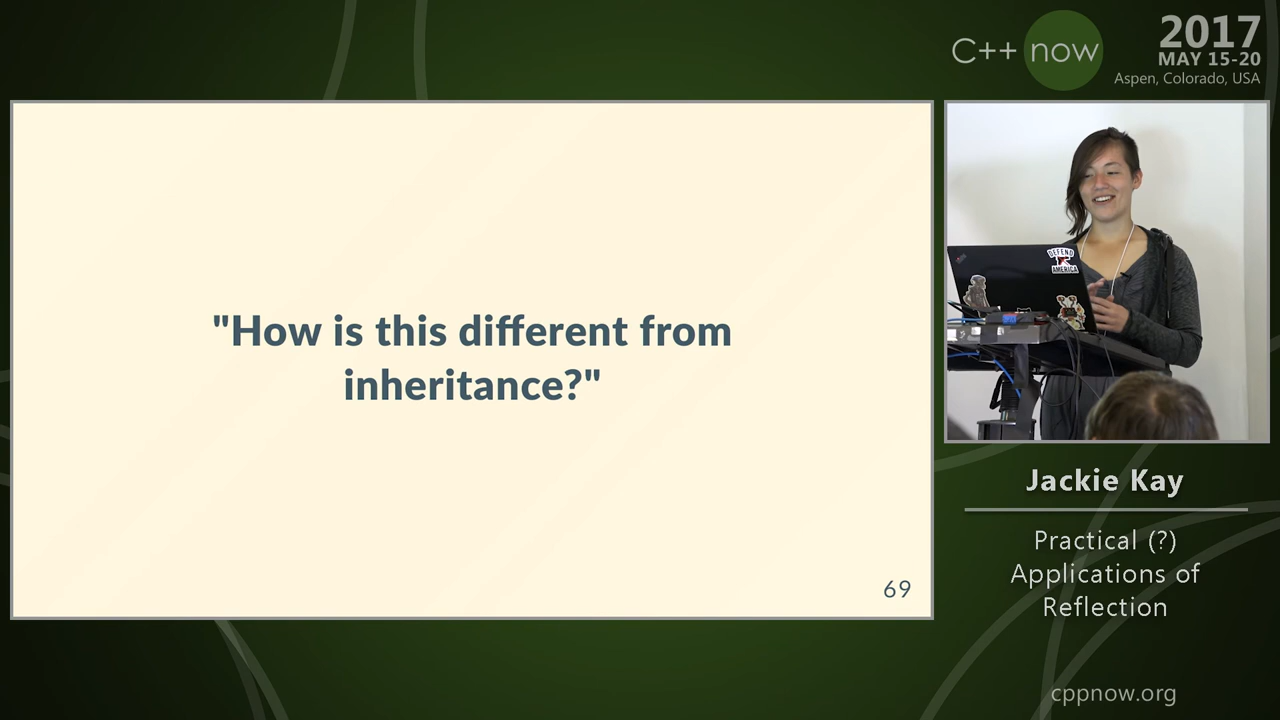 C++ now
2017
MAY 15-20
Aspen, Colorado, USA
"How is this different from
inheritance?"
69
DEFEND
AMERICA
Jackie Kay
Practical (?)
Applications of
Reflection
cppnow.org